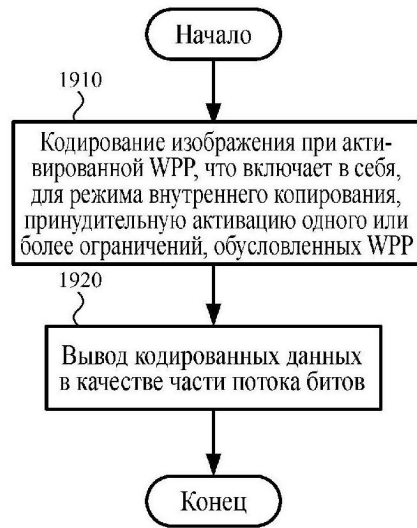 Начало
1910
Кодирование изображения при акти-
вированной WPP, что включает в себя,
для режима внутреннего копирования,
принудительную активацию одного или
более ограничений, обусловленных WPP
1920
Вывод кодированных данных
в качестве части потока битов
Конец